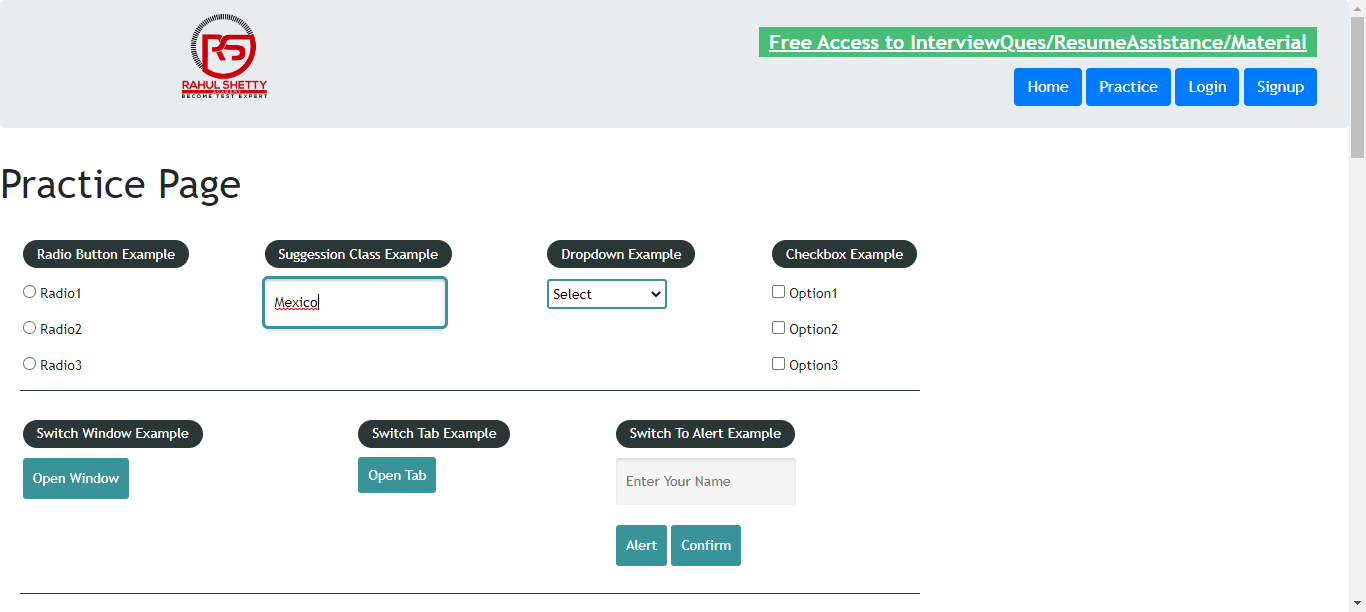 RS
RAHUL SHETTY
ACADEMY
BECOME TEST EXPERT
Free Access to InterviewQues/ResumeAssistance/Material
Home Practice Login Signup
Practice Page
Radio Button Example
Radio1
Radio2
Radio3
Suggession Class Example
Mexico
Dropdown Example
Select
Checkbox Example
Option1
Option2
Option3
Switch Window Example
Open Window
Switch Tab Example
Open Tab
Switch To Alert Example
Enter Your Name
Alert Confirm